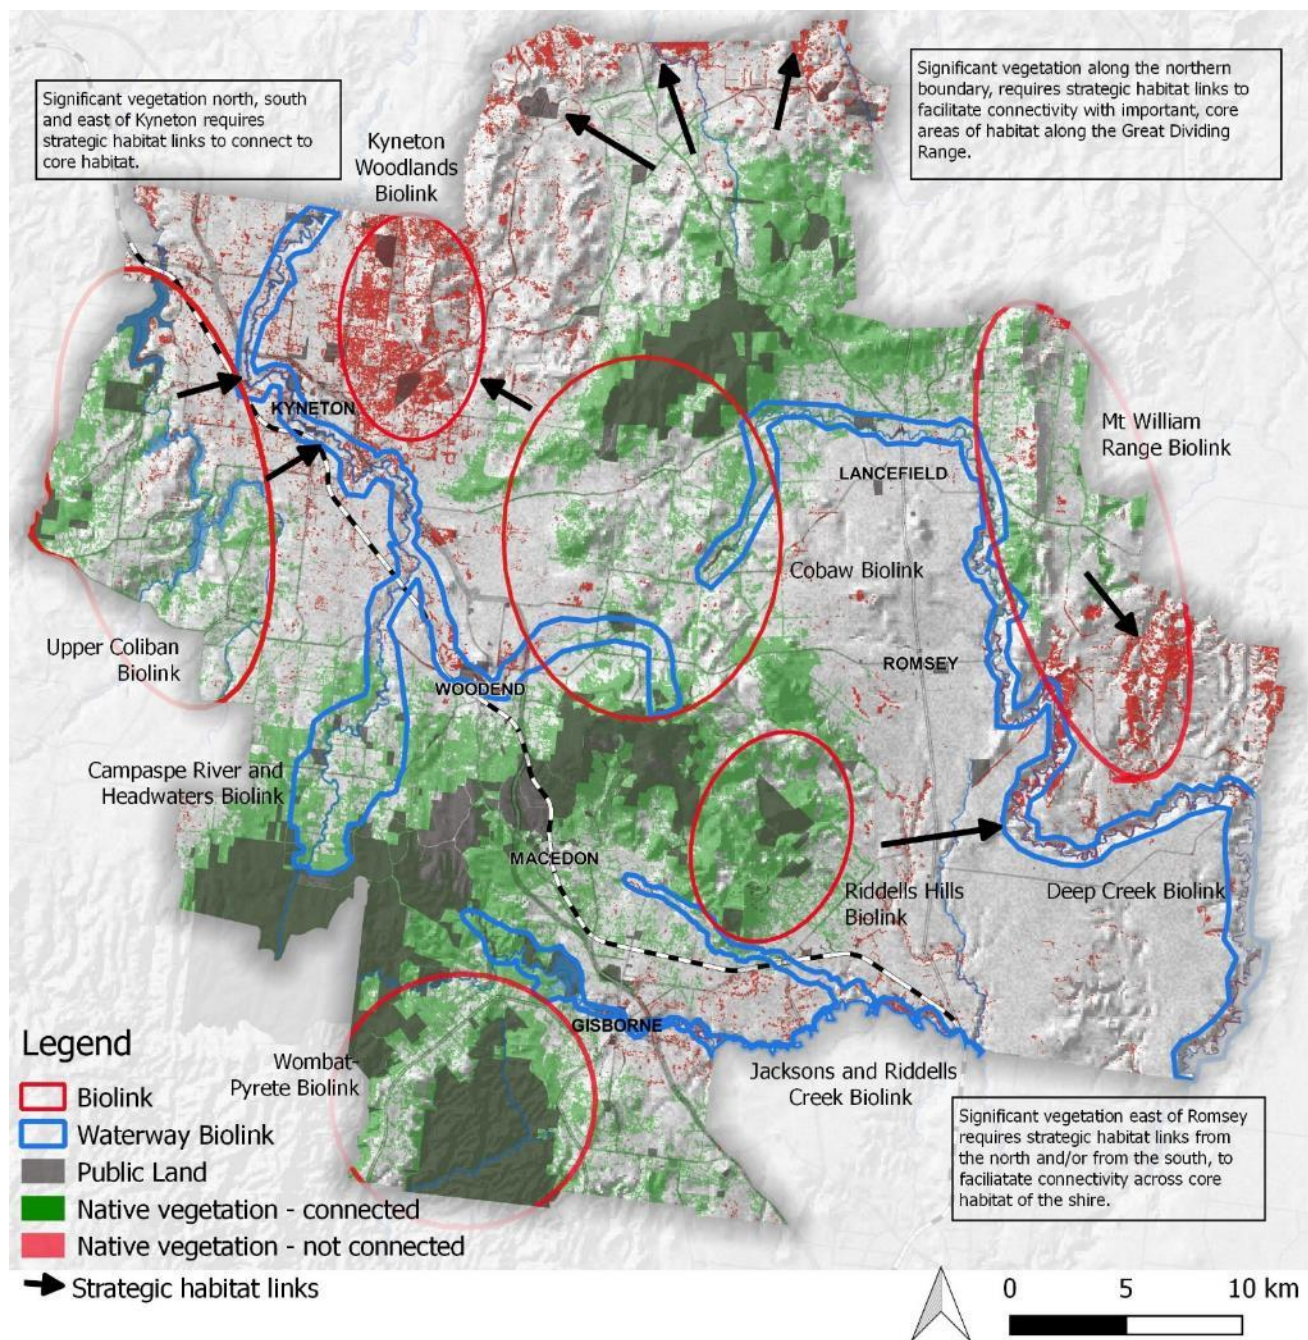 Significant vegetation north, south
and east of Kyneton requires
strategic habitat links to connect to
core habitat.
Kyneton
Woodlands
Biolink
Significant vegetation along the northern
boundary, requires strategic habitat links to
facilitate connectivity with important, core
areas of habitat along the Great Dividing
Range.
KYNETON
Mt William
Range Biolink
LANCEFIELD
Cobaw Biolink
Upper Coliban
Biolink
ROMSEY
WOODEND
Campaspe River and
Headwaters Biolink
MACEDON
Riddells Hills
Biolink
Deep Creek Biolink
GISBORNE
Wombat-
Pyrete Biolink
Jacksons and Riddells
Creek Biolink
Significant vegetation east of Romsey
requires strategic habitat links from
the north and/or from the south, to
faciliatate connectivity across core
habitat of the shire.
Legend
Biolink
Waterway Biolink
Public Land
Native vegetation - connected
Native vegetation - not connected
Strategic habitat links
0 5 10 km